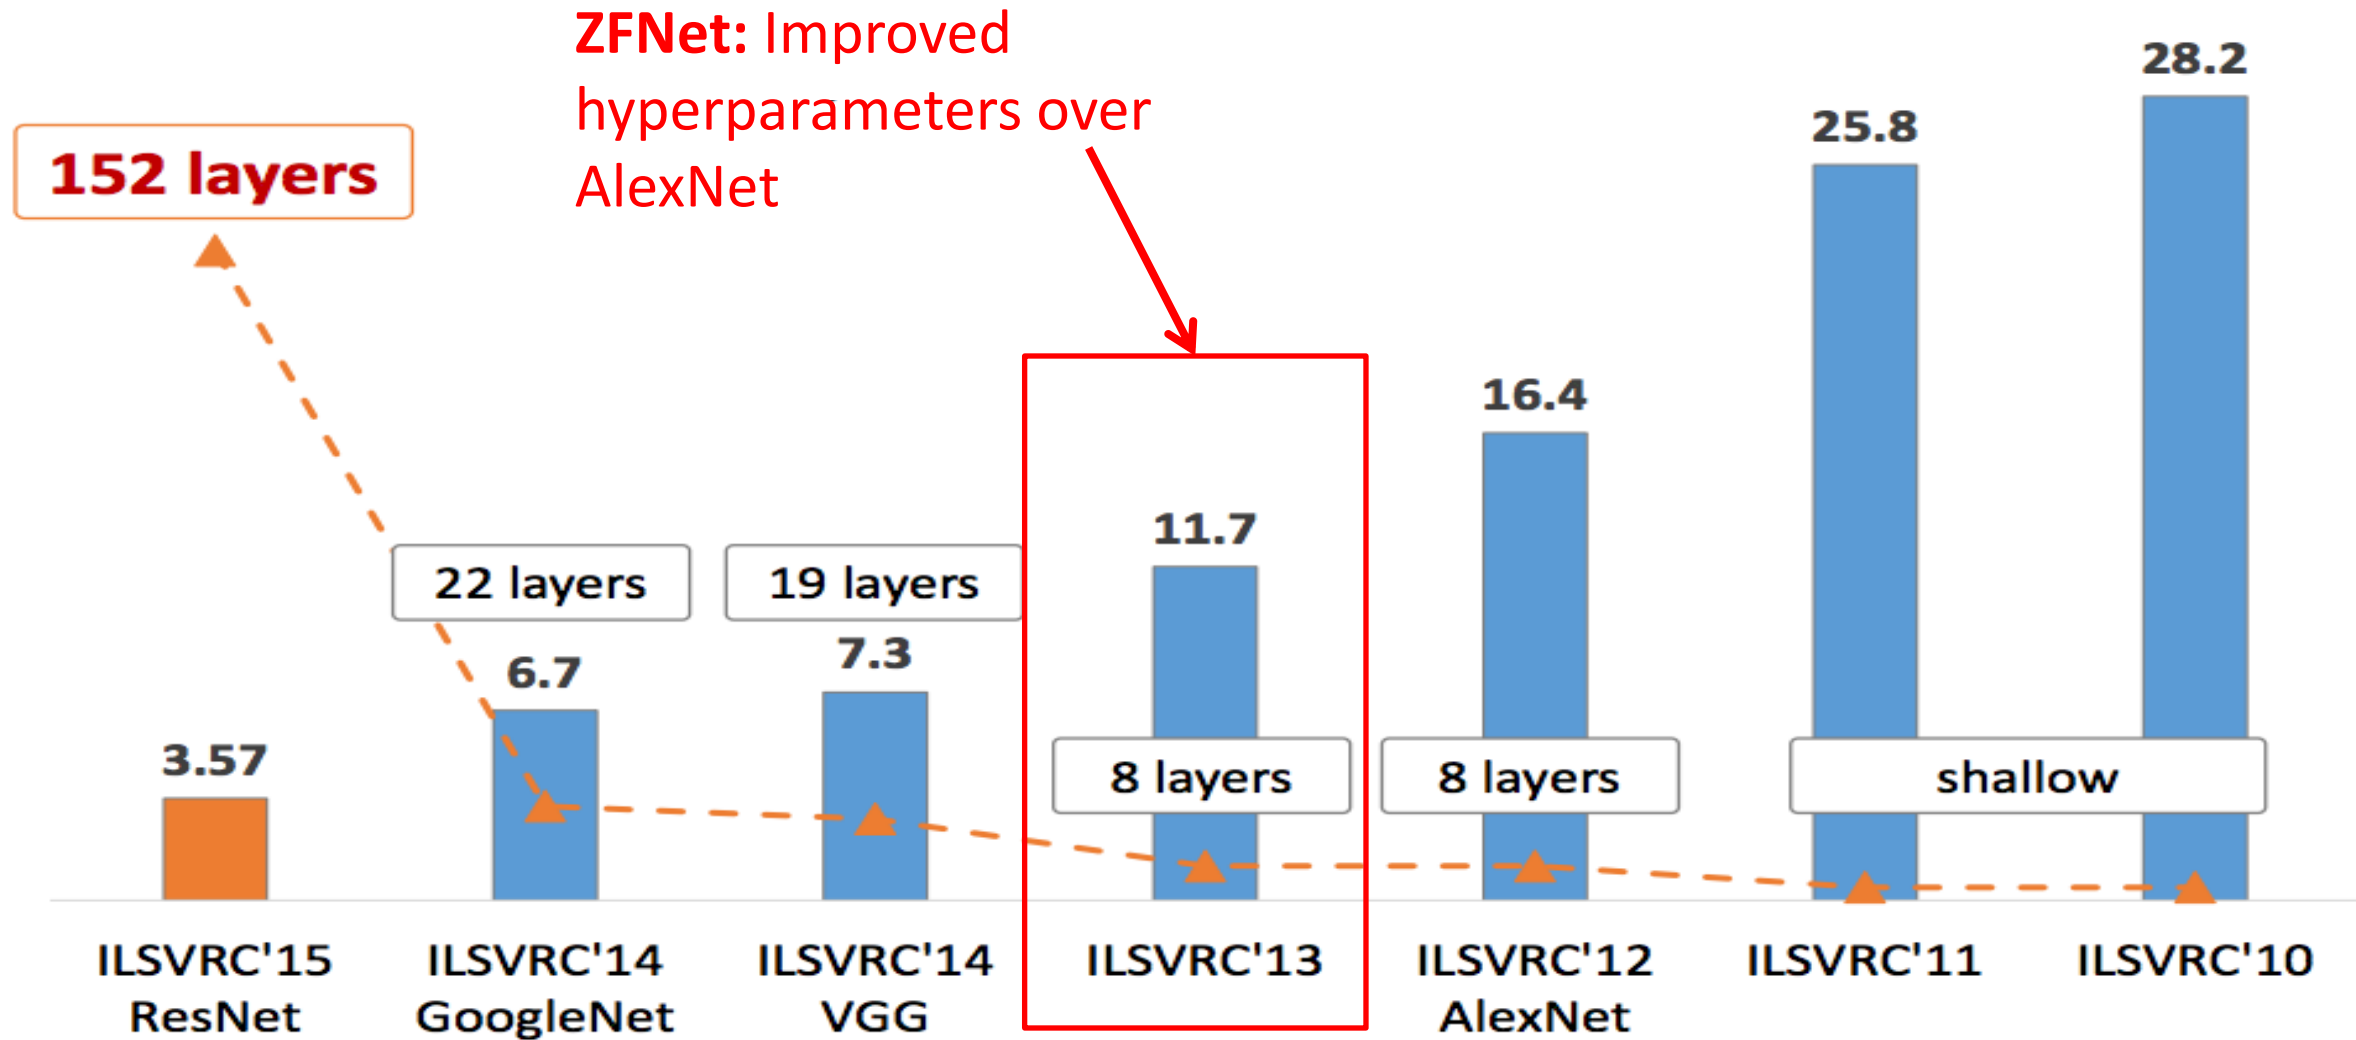 ZFNet: Improved
hyperparameters over
AlexNet
28.2
25.8
152 layers
16.4
11.7
22 layers
19 layers
7.3
6.7
3.57
8 layers
8 layers
shallow
ILSVRC'15
ResNet
ILSVRC'14
GoogleNet
ILSVRC'14
VGG
ILSVRC'13
ILSVRC'12
AlexNet
ILSVRC'11
ILSVRC'10